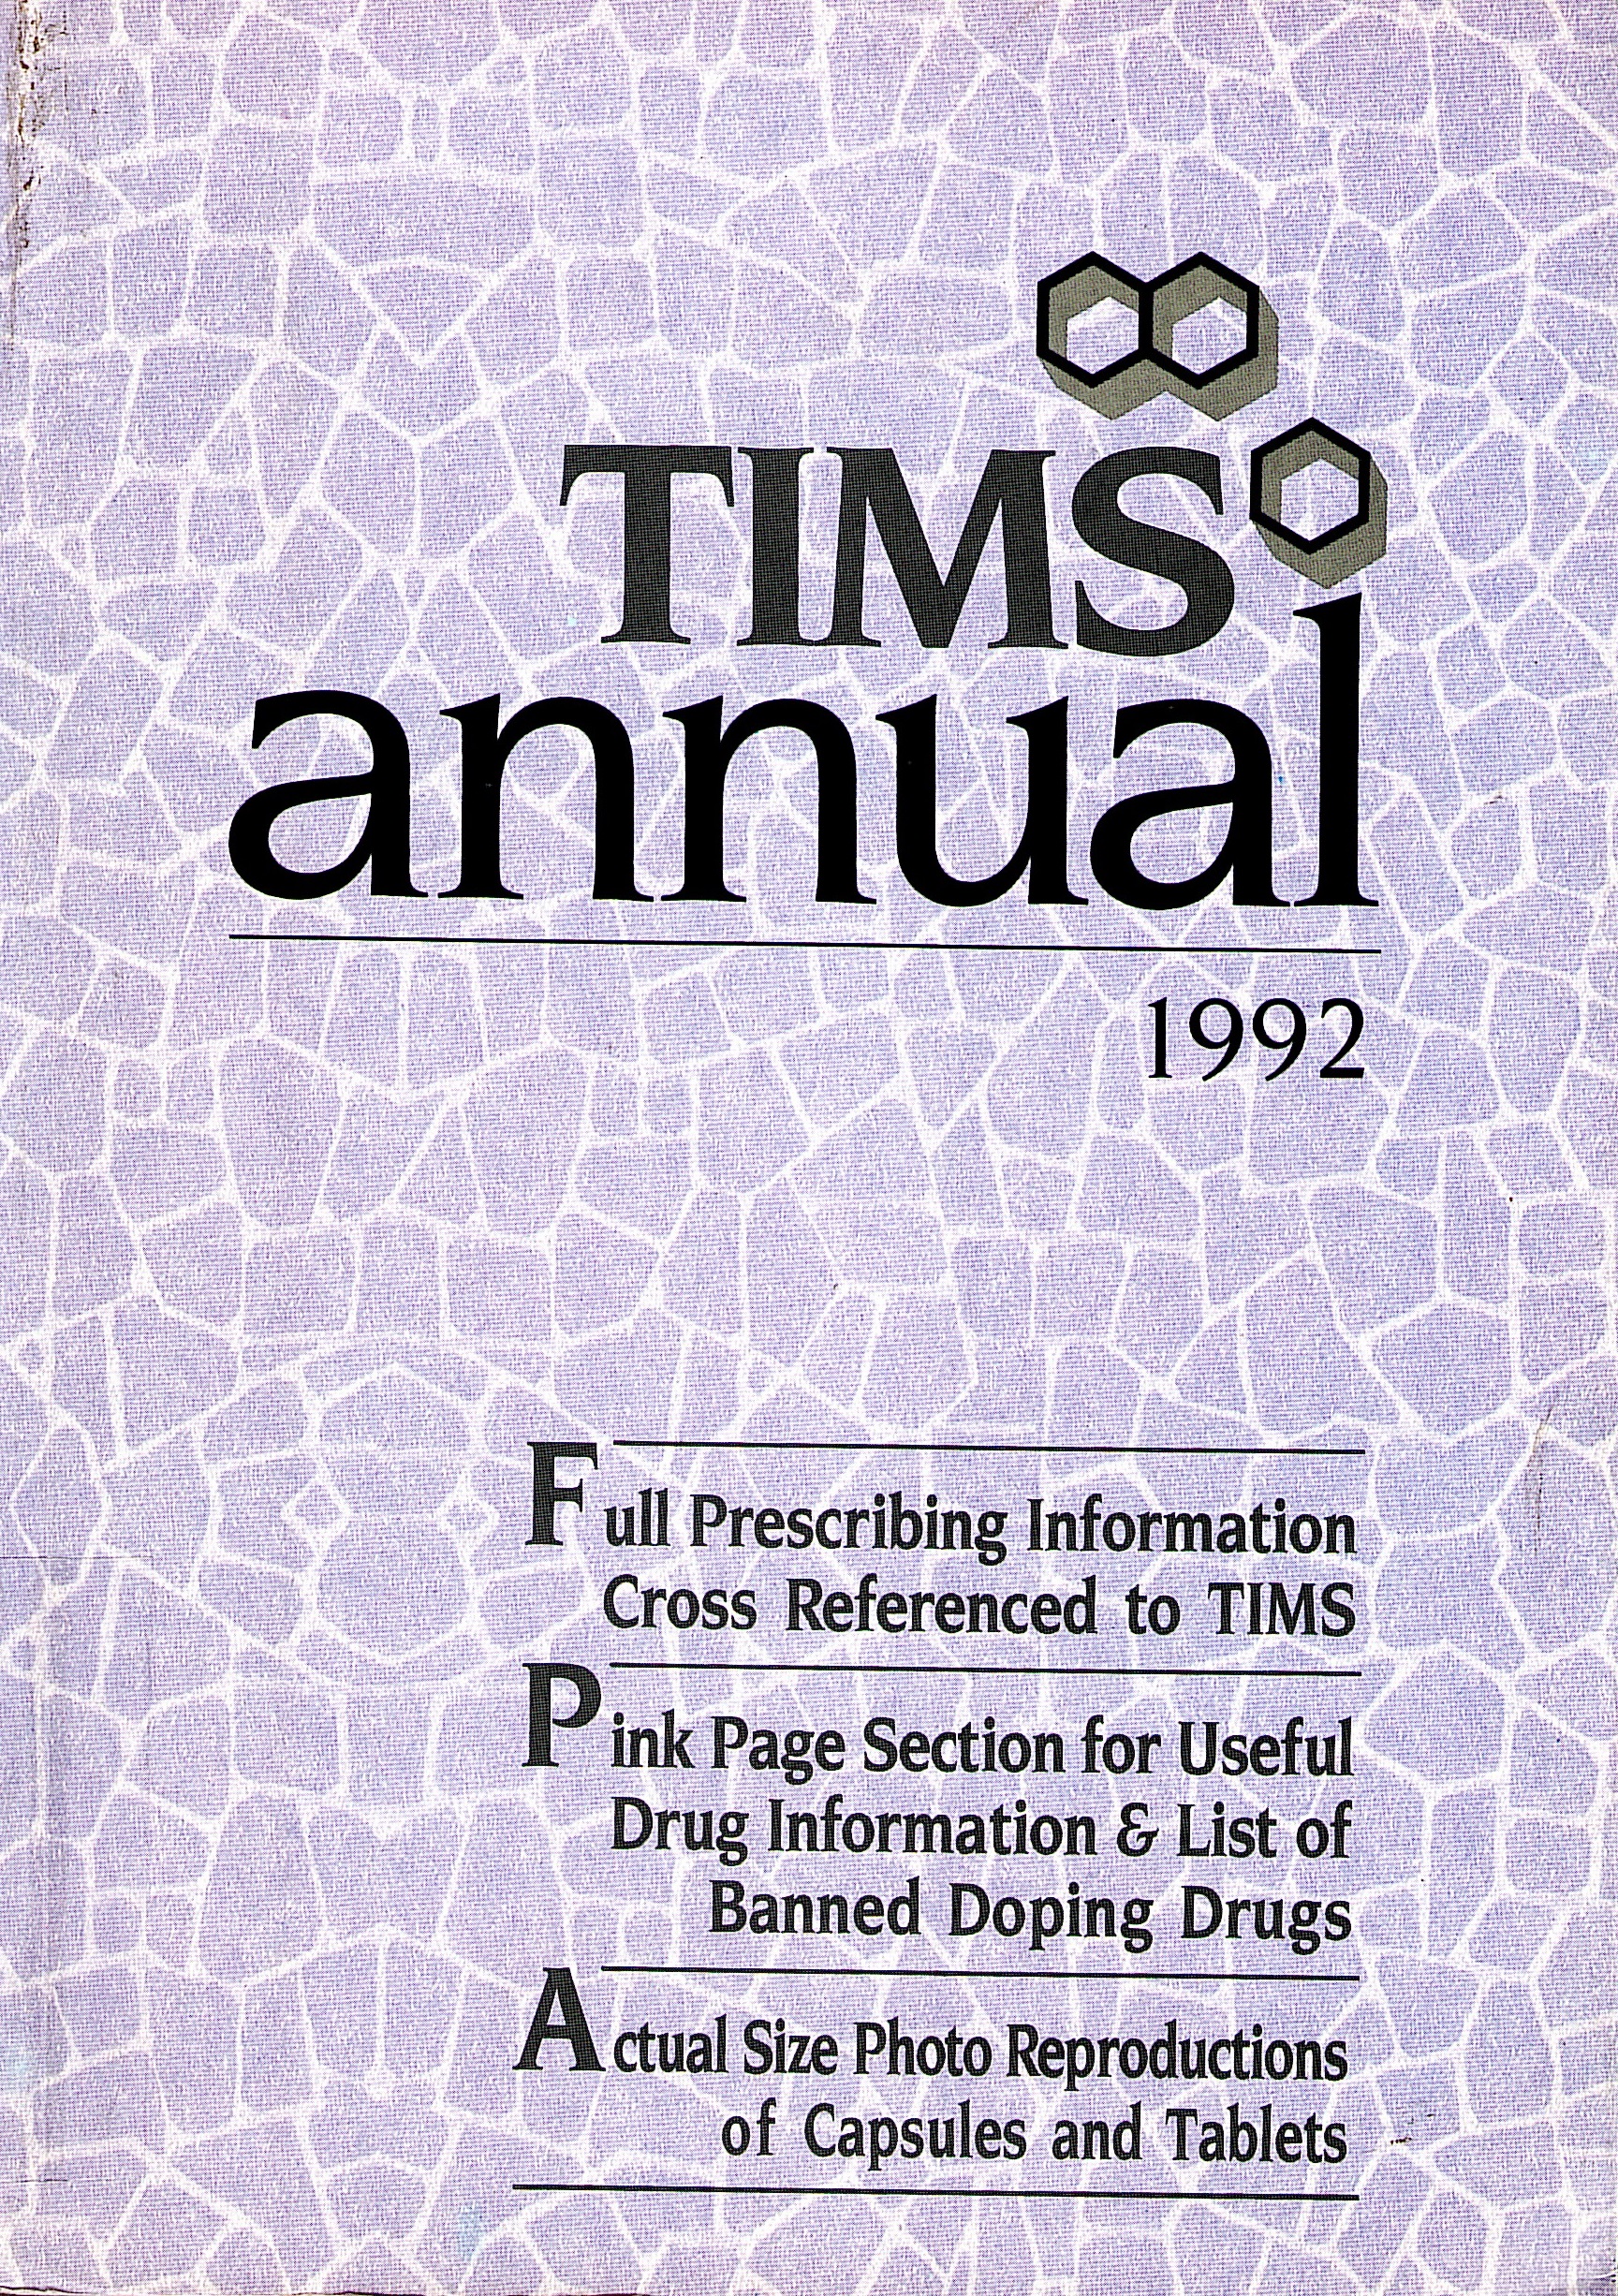 TIMS
annual
1992
Full Prescribing Information
Cross Referenced to TIMS
Pink Page Section for Useful
Drug Information & List of
Banned Doping Drugs
Actual Size Photo Reproductions
of Capsules and Tablets